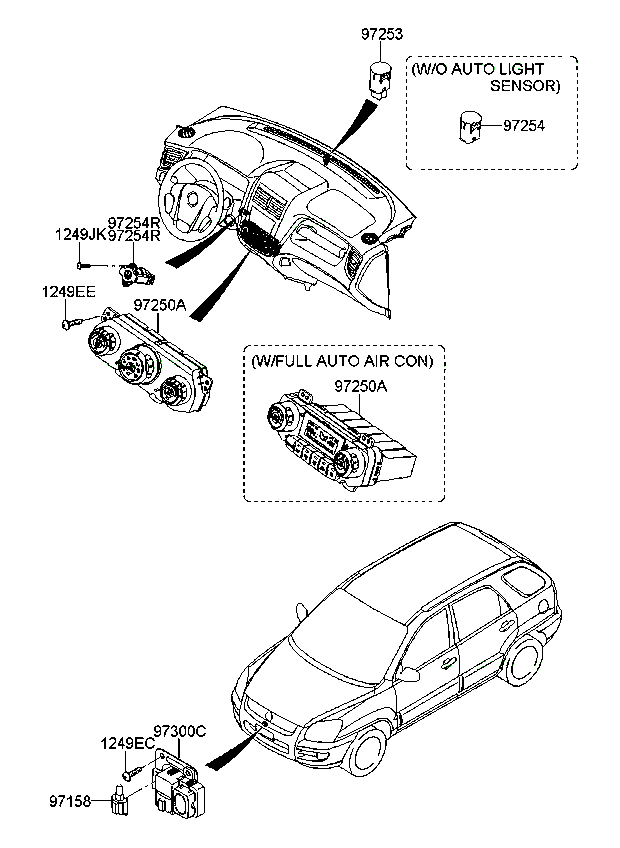 97253
(W/O AUTO LIGHT
SENSOR)
97254
97254R
1249JK 97254R
1249EE
97250A
(W/FULL AUTO AIR CON)
97250A
97300C
1249EC
97158